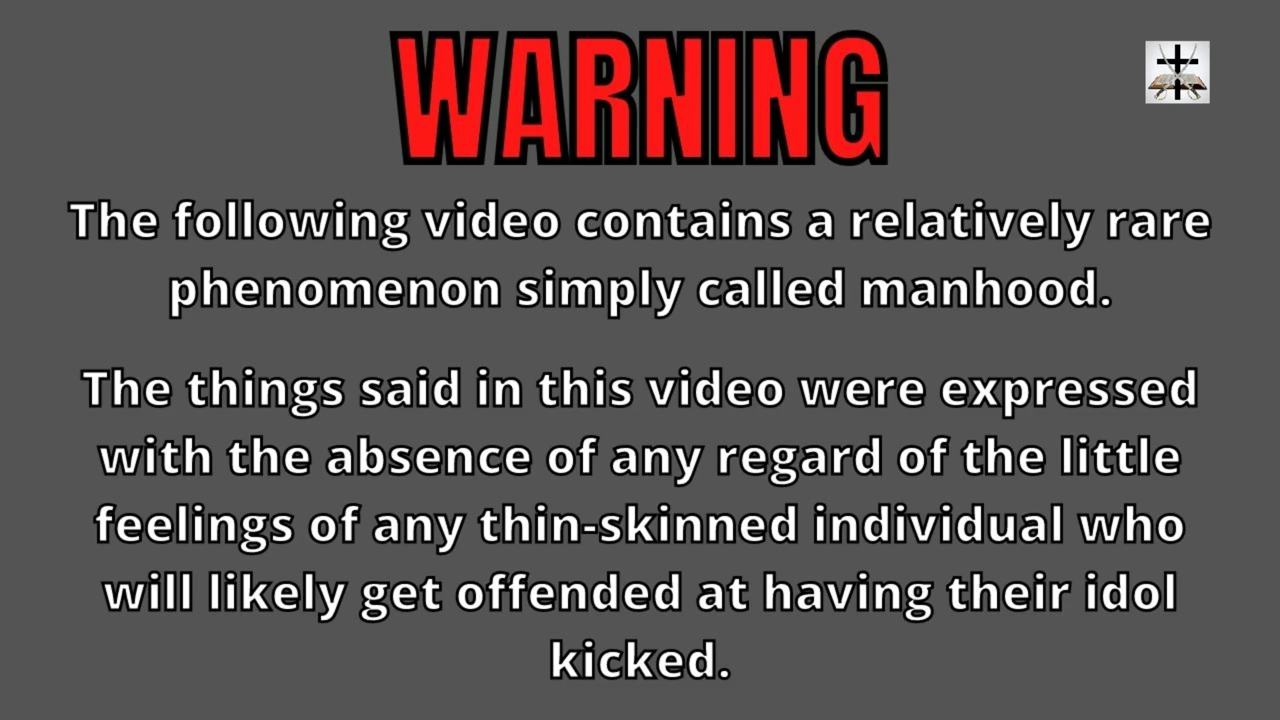 WARNING
The following video contains a relatively rare
phenomenon simply called manhood.
The things said in this video were expressed
with the absence of any regard of the little
feelings of any thin-skinned individual who
will likely get offended at having their idol
kicked.